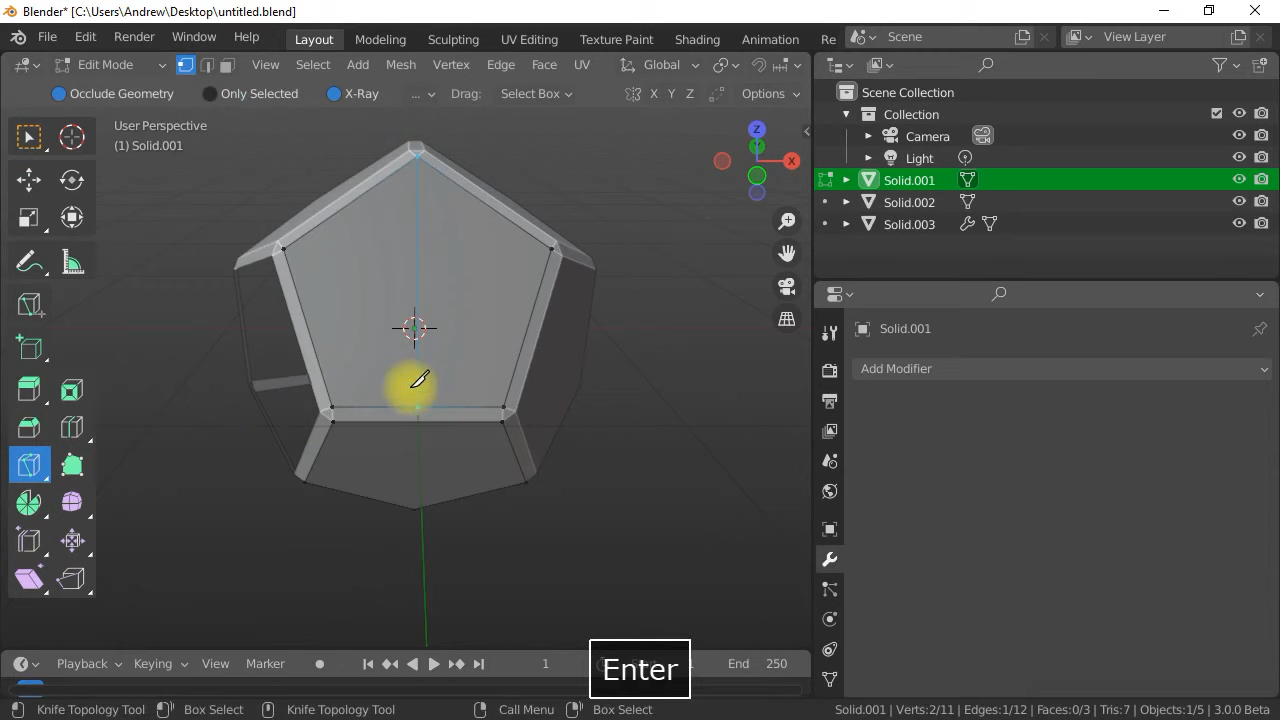 Blender* [C:\Users\Andrew\Desktop\untitled.blend]
File Edit Render Window Help Layout Modeling Sculpting UV Editing Texture Paint Shading Animation Re Scene View Layer
Edit Mode View Select Add Mesh Vertex Edge Face UV Global
Occlude Geometry Only Selected X-Ray ... Drag: Select Box X Y Z Options
User Perspective
(1) Solid.001
Z
Y
X
Scene Collection
Collection
Camera
Light
Solid.001
Solid.002
Solid.003
Solid.001
Add Modifier
Playback Keying View Marker 1 End 250
Enter
Knife Topology Tool Box Select Knife Topology Tool Call Menu Box Select Solid.001 | Verts:2/11 | Edges:1/12 | Faces:0/3 | Tris:7 | Objects:1/5 | 3.0.0 Beta